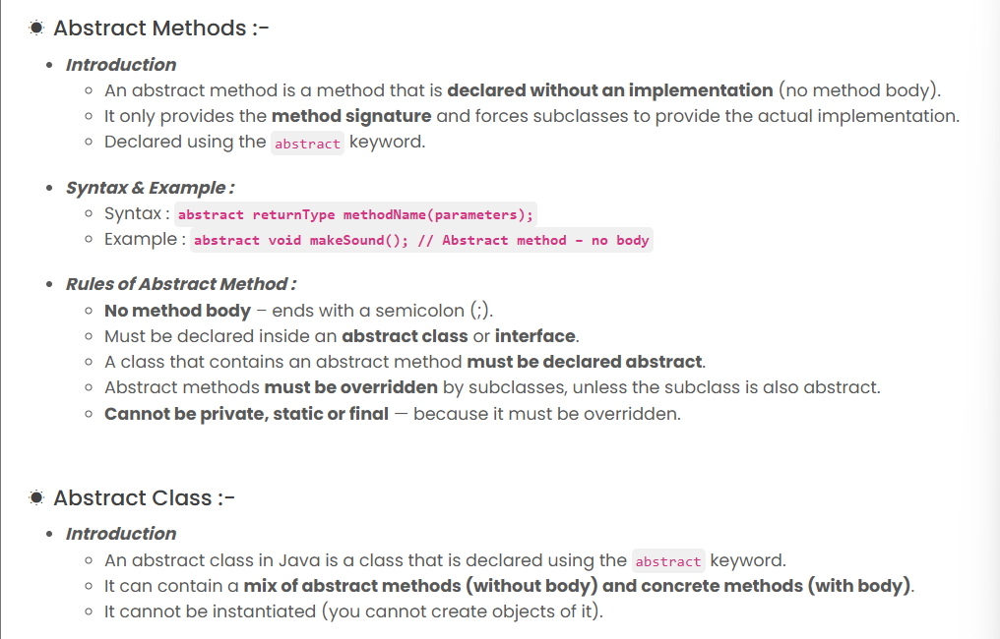 Abstract Methods :-
Introduction
An abstract method is a method that is declared without an implementation (no method body).
It only provides the method signature and forces subclasses to provide the actual implementation.
Declared using the abstract keyword.
Syntax & Example :
Syntax : abstract returnType methodName(parameters);
Example : abstract void makeSound(); // Abstract method – no body
Rules of Abstract Method :
No method body – ends with a semicolon (;).
Must be declared inside an abstract class or interface.
A class that contains an abstract method must be declared abstract.
Abstract methods must be overridden by subclasses, unless the subclass is also abstract.
Cannot be private, static or final — because it must be overridden.
Abstract Class :-
Introduction
An abstract class in Java is a class that is declared using the abstract keyword.
It can contain a mix of abstract methods (without body) and concrete methods (with body).
It cannot be instantiated (you cannot create objects of it).